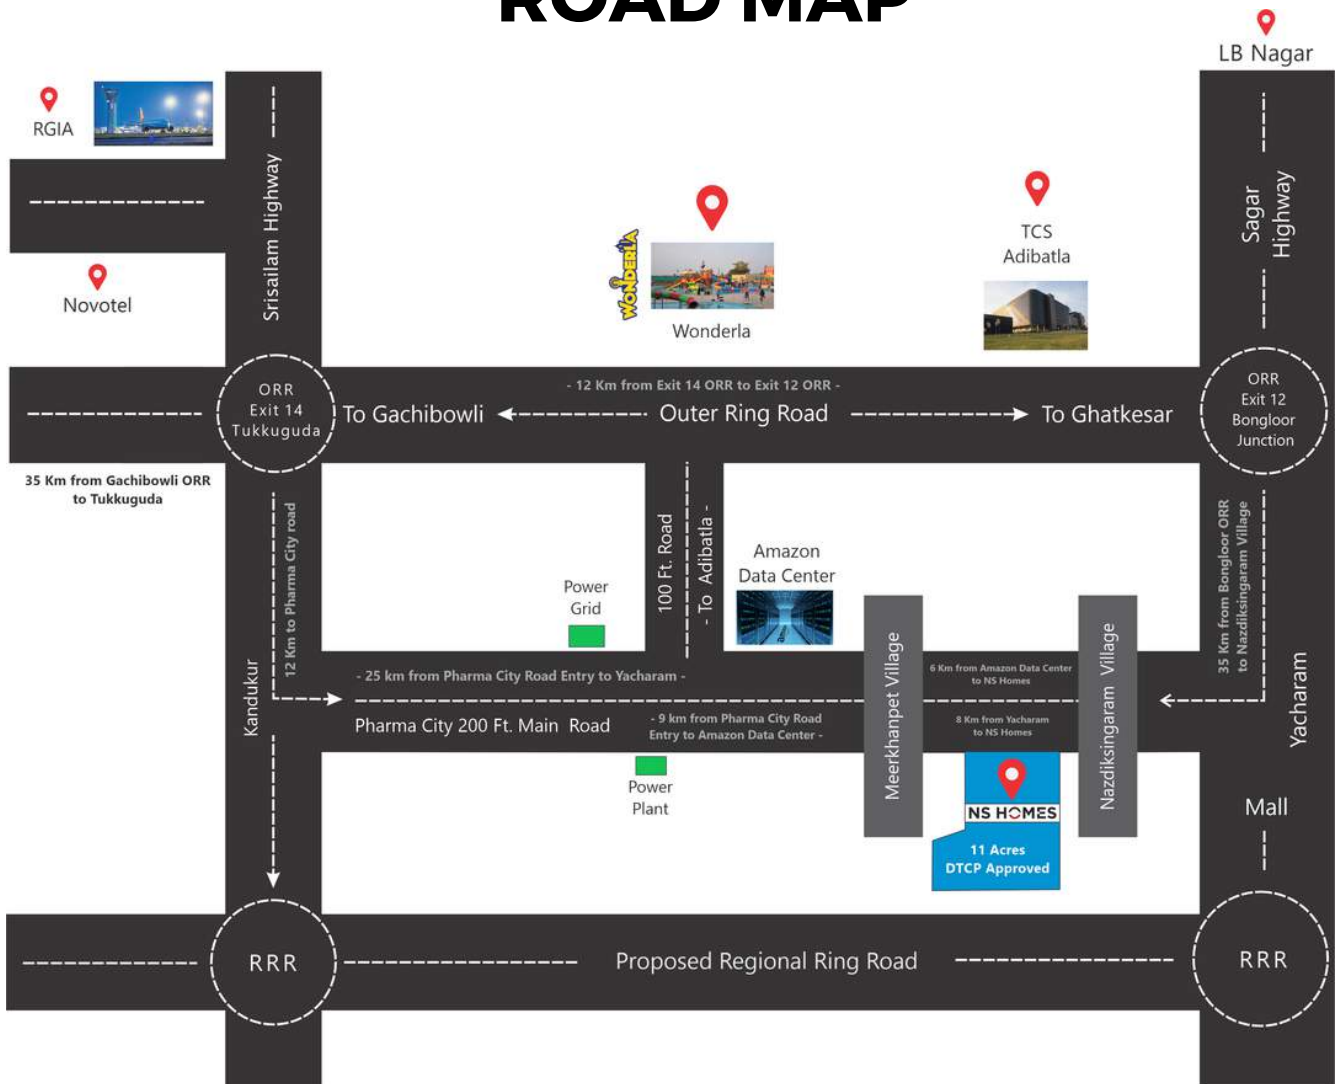 ROAD MAP
LB Nagar
RGIA
Srisailam Highway
Sagar
Highway
Novotel
WONDERLA
Wonderla
TCS
Adibatla
ORR
Exit 14
Tukkuguda
- 12 Km from Exit 14 ORR to Exit 12 ORR -
To Gachibowli
Outer Ring Road
To Ghatkesar
ORR
Exit 12
Bongloor
Junction
35 Km from Gachibowli ORR
to Tukkuguda
12 Km to Pharma City road
100 Ft. Road
- To Adibatla -
Amazon
Data Center
Power
Grid
35 Km from Bongloor ORR
to Nazdiksingaram Village
Kandukur
- 25 km from Pharma City Road Entry to Yacharam -
Meerkhanpet Village
6 Km from Amazon Data Center
to NS Homes
Nazdiksingaram Village
Yacharam
Pharma City 200 Ft. Main Road
- 9 km from Pharma City Road
Entry to Amazon Data Center -
8 Km from Yacharam
to NS Homes
Power
Plant
NS HOMES
11 Acres
DTCP Approved
Mall
RRR
Proposed Regional Ring Road
RRR